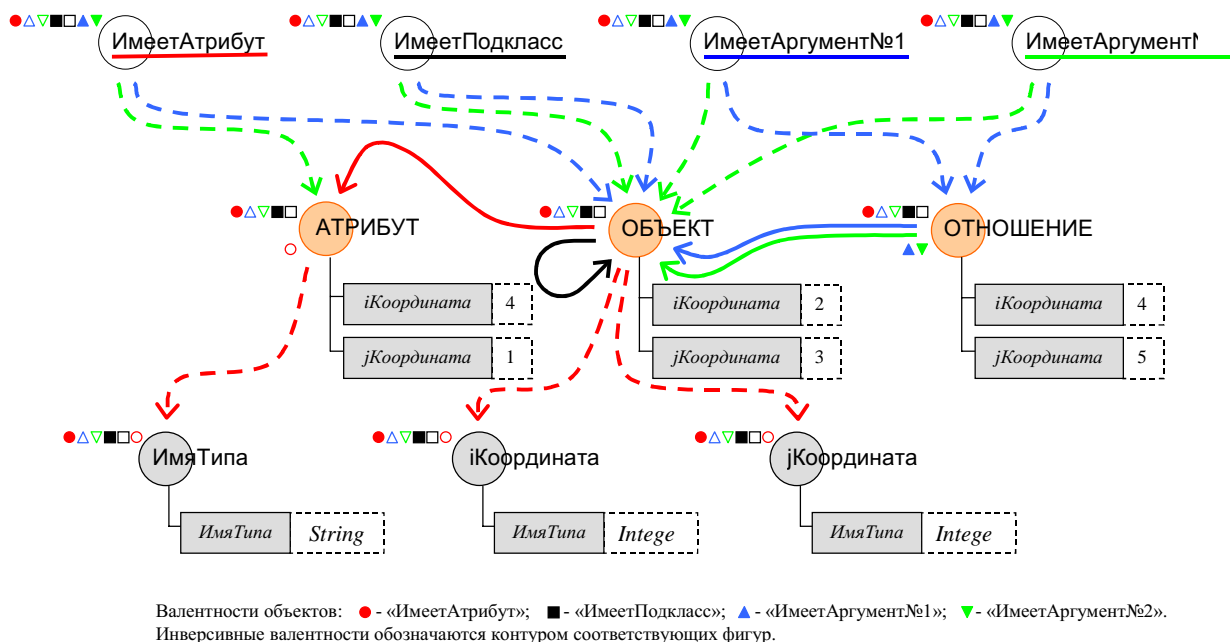 ИмеетАтрибут
ИмеетПодкласс
ИмеетАргумент№1
ИмеетАргумент
АТРИБУТ
ОБЪЕКТ
ОТНОШЕНИЕ
iКоордината 4
iКоордината 2
iКоордината 4
jКоордината 1
jКоордината 3
jКоордината 5
ИмяТипа
iКоордината
jКоордината
ИмяТипа String
ИмяТипа Intege
ИмяТипа Intege
Валентности объектов: - «ИмеетАтрибут»; - «ИмеетПодкласс»; - «ИмеетАргумент№1»; - «ИмеетАргумент№2».
Инверсивные валентности обозначаются контуром соответствующих фигур.